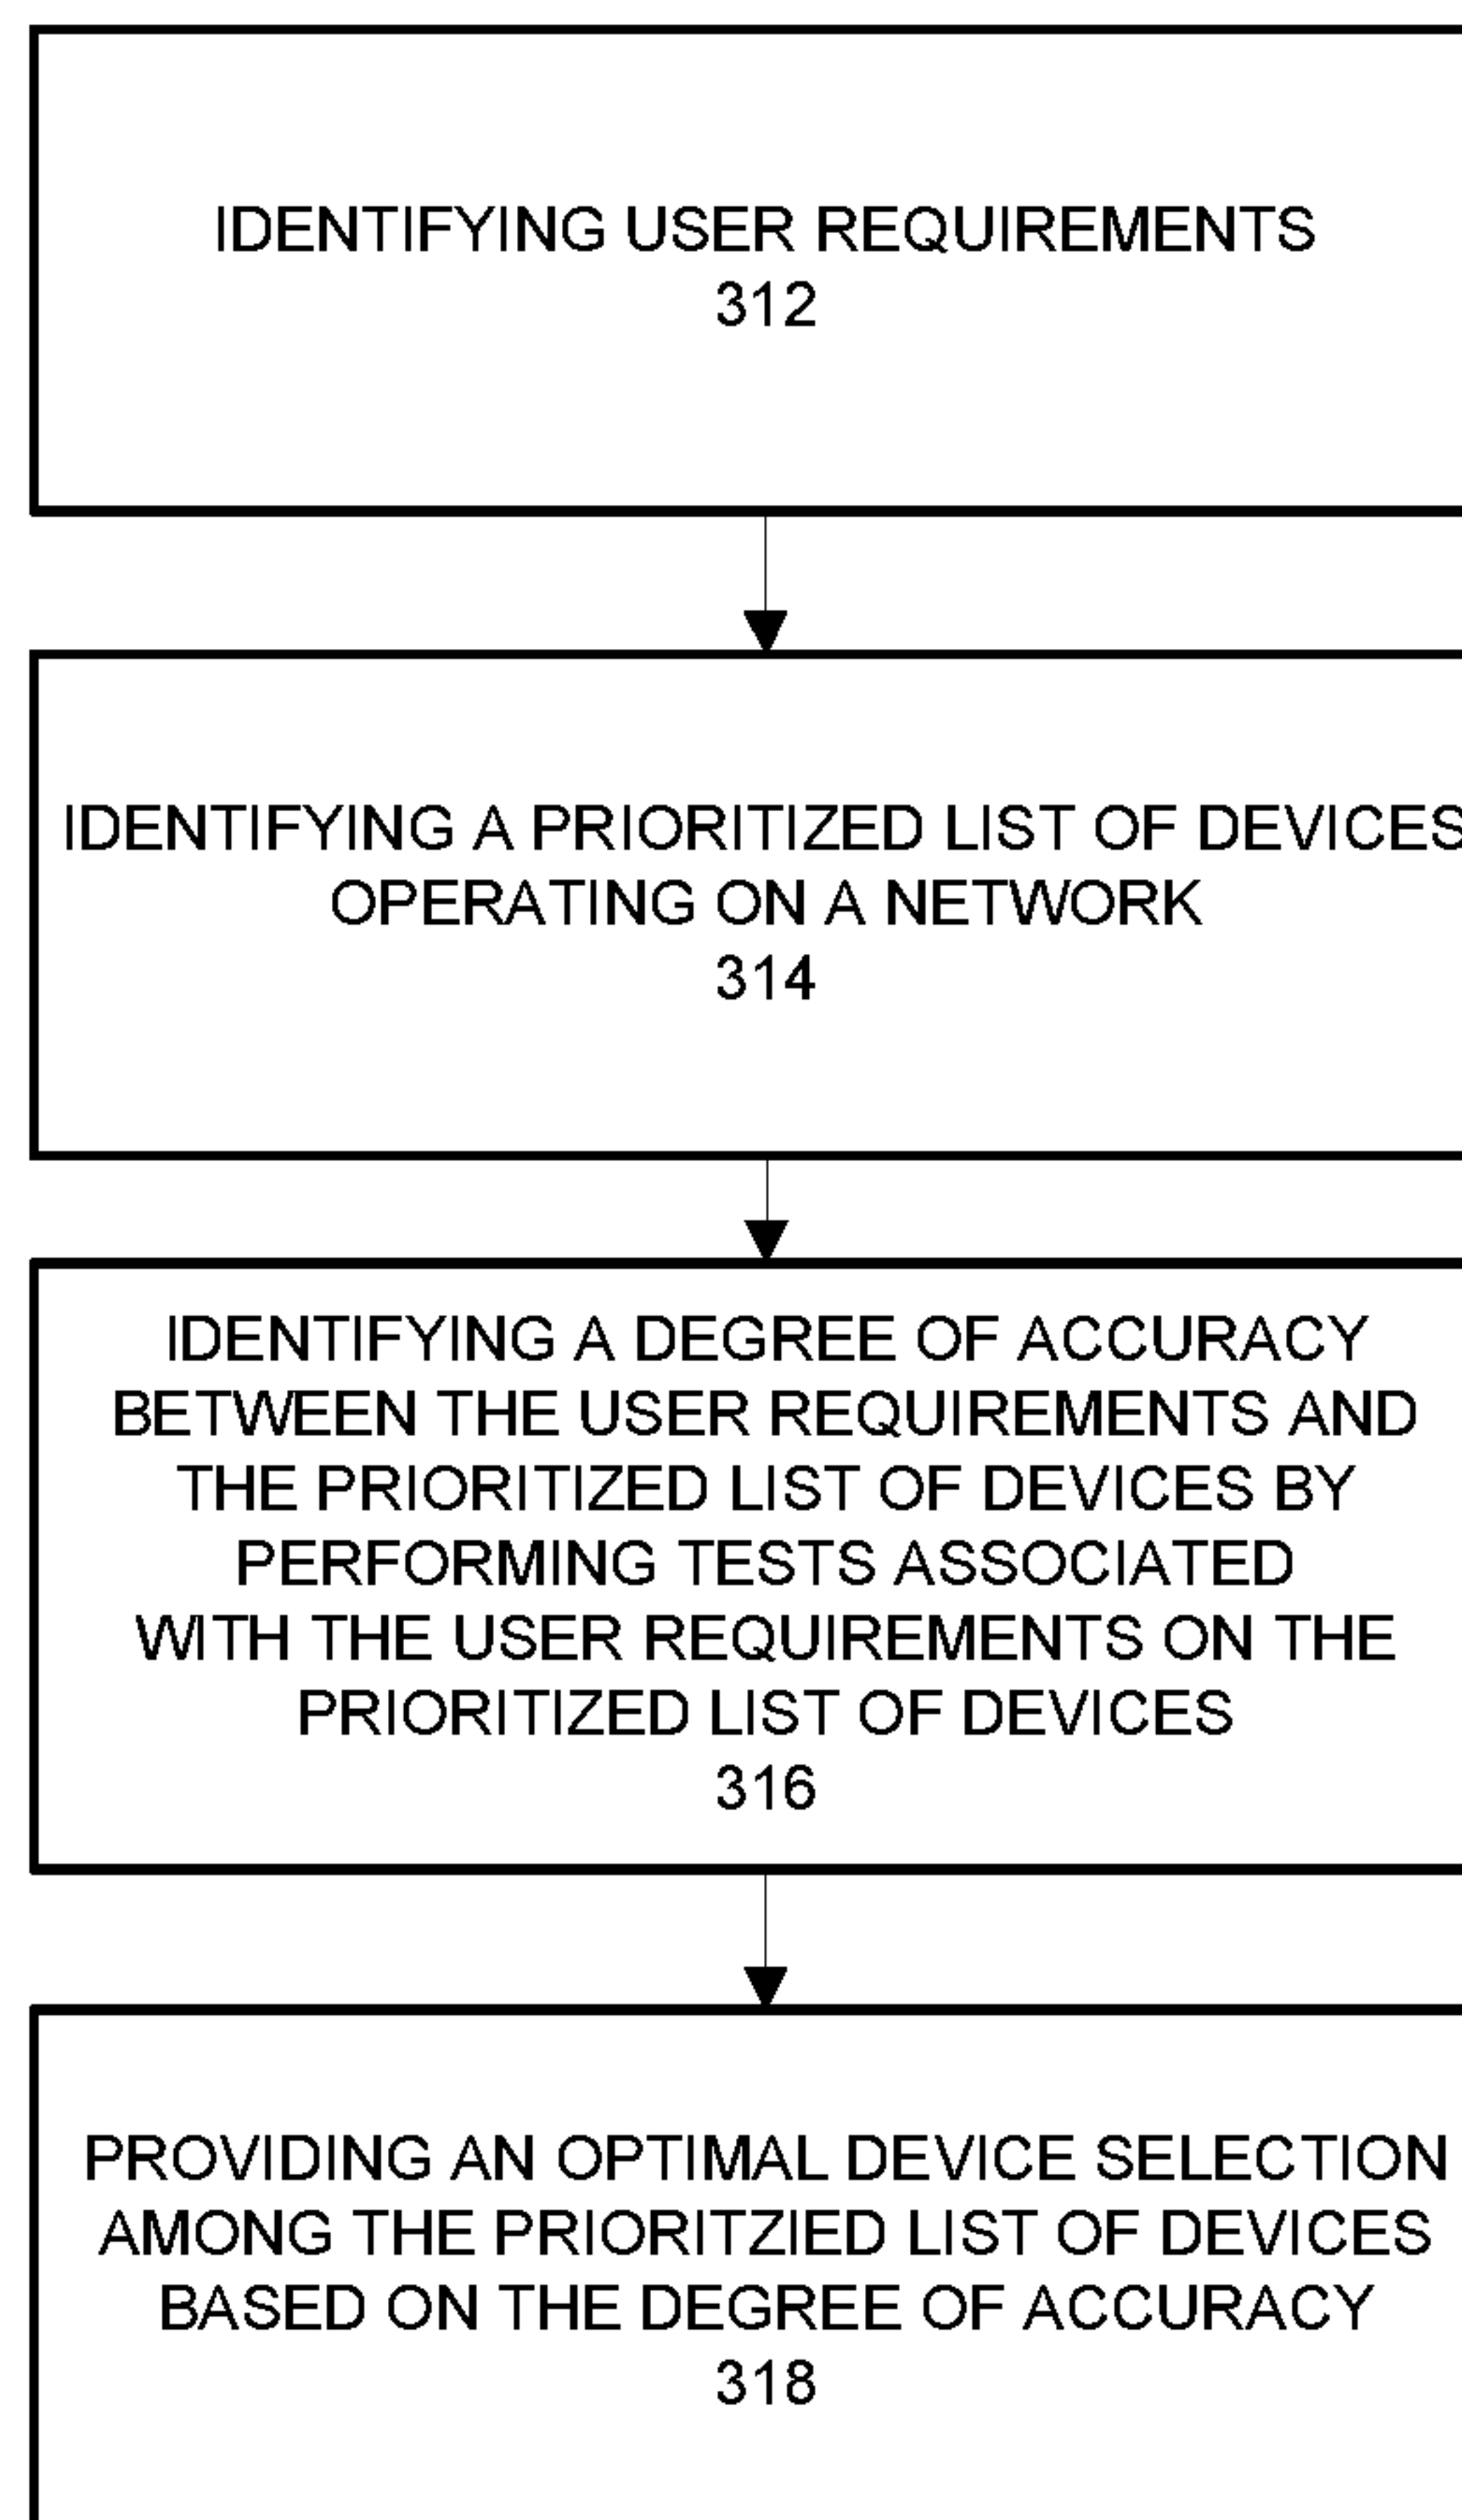 IDENTIFYING USER REQUIREMENTS
312
IDENTIFYING A PRIORITIZED LIST OF DEVICES
OPERATING ON A NETWORK
314
IDENTIFYING A DEGREE OF ACCURACY
BETWEEN THE USER REQUIREMENTS AND
THE PRIORITIZED LIST OF DEVICES BY
PERFORMING TESTS ASSOCIATED
WITH THE USER REQUIREMENTS ON THE
PRIORITIZED LIST OF DEVICES
316
PROVIDING AN OPTIMAL DEVICE SELECTION
AMONG THE PRIORITZIED LIST OF DEVICES
BASED ON THE DEGREE OF ACCURACY
318